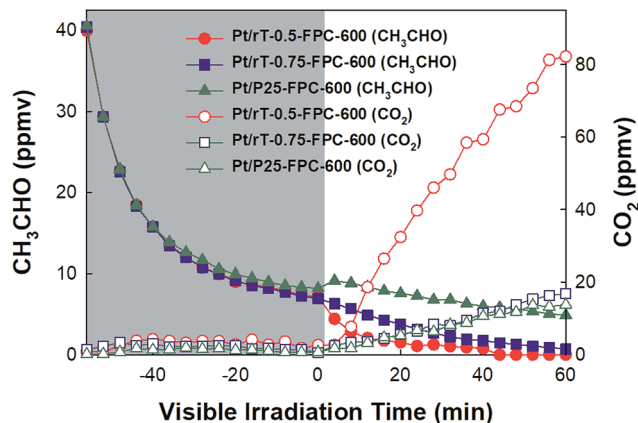 40
30
20
10
0
CH₃CHO (ppmv)
Pt/rT-0.5-FPC-600 (CH₃CHO)
Pt/rT-0.75-FPC-600 (CH₃CHO)
Pt/P25-FPC-600 (CH₃CHO)
Pt/rT-0.5-FPC-600 (CO₂)
Pt/rT-0.75-FPC-600 (CO₂)
Pt/P25-FPC-600 (CO₂)
80
60
40
20
0
CO₂ (ppmv)
-40 -20 0 20 40 60
Visible Irradiation Time (min)